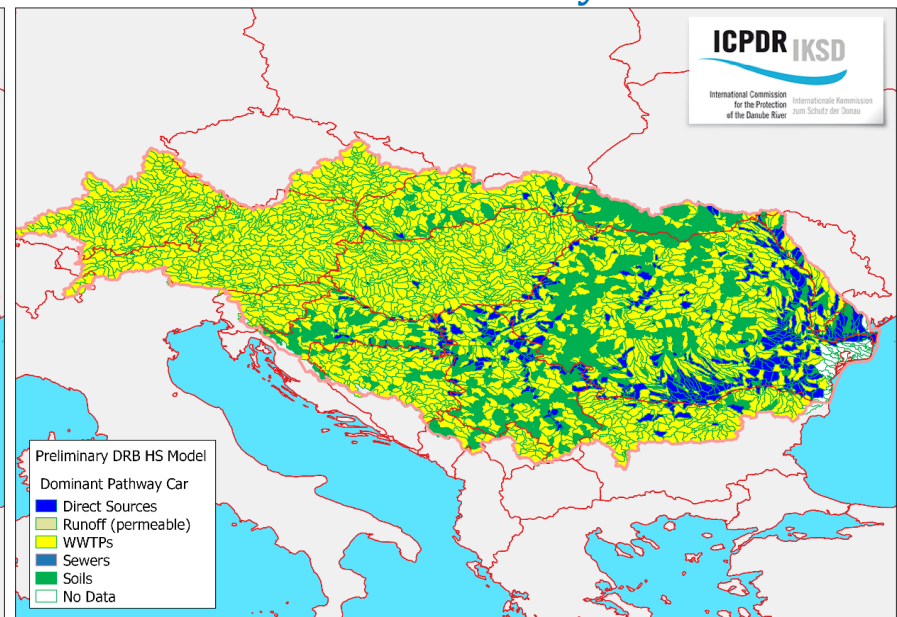 ICPDR IKSD
International Commission
for the Protection
of the Danube River
Internationale Kommission
zum Schutz der Donau
Preliminary DRB HS Model
Dominant Pathway Car
Direct Sources
Runoff (permeable)
WWTPs
Sewers
Soils
No Data